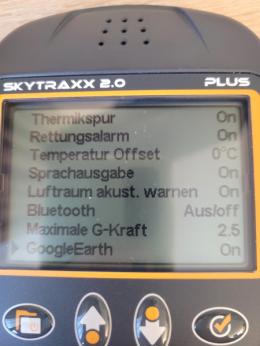 SKYTRAXX 2.0 PLUS
Thermikspur On
Rettungsalarm On
Temperatur Offset 0°C
Sprachausgabe On
Luftraum akust. warnen On
Bluetooth Aus/off
Maximale G-Kraft 2.5
GoogleEarth On